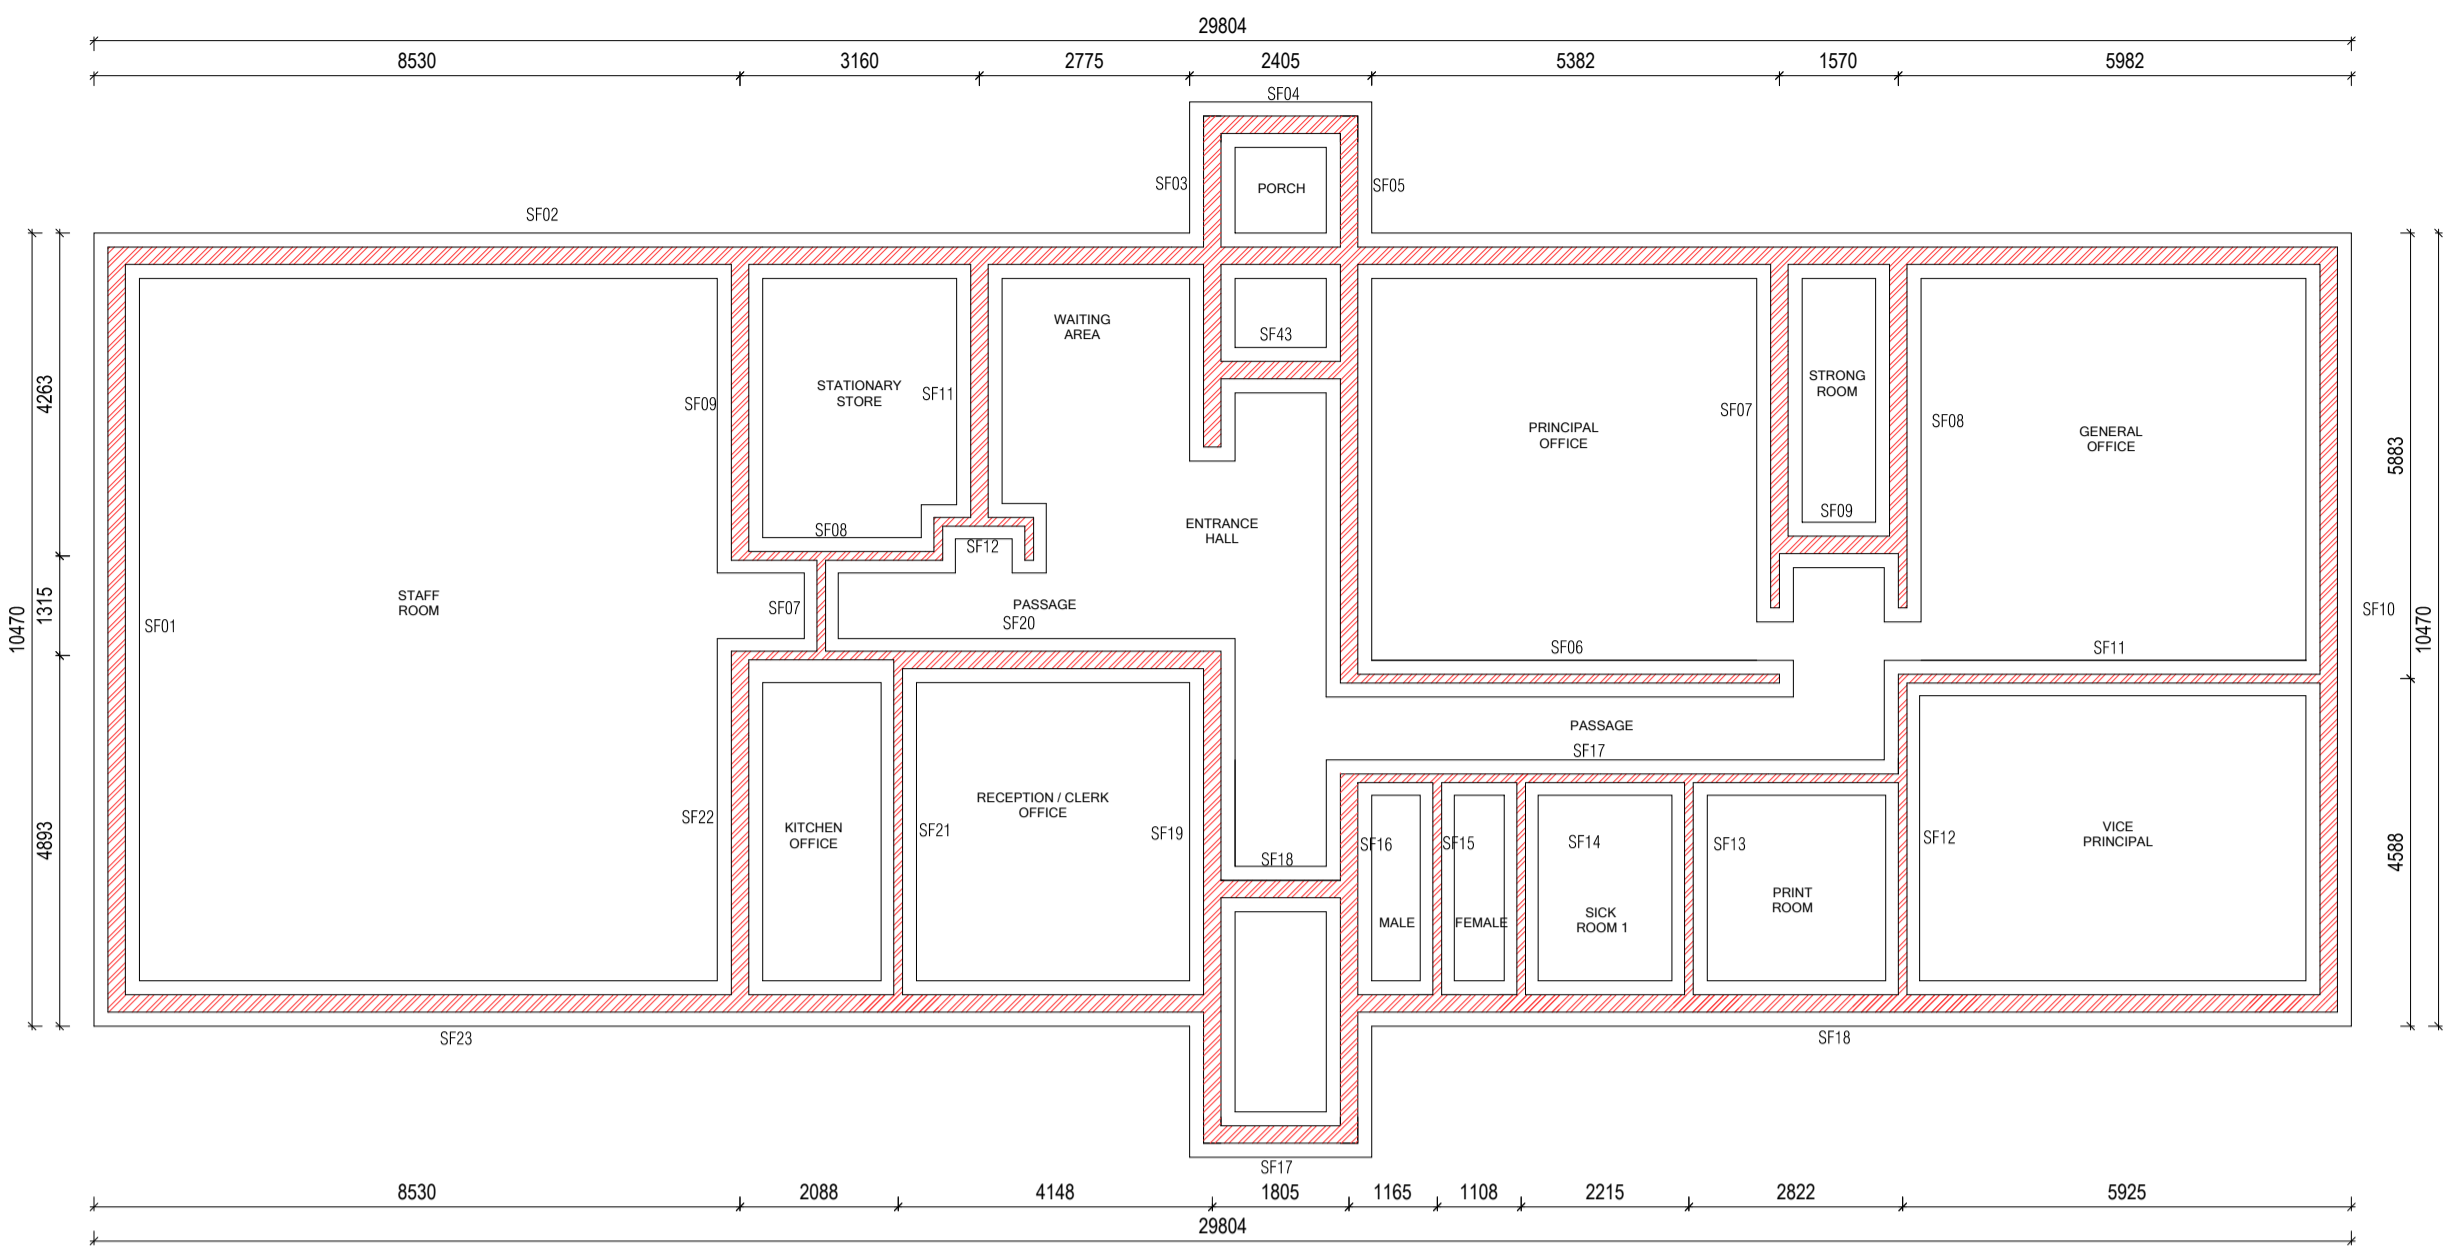 29804
8530 3160 2775 2405 5382 1570 5982
SF04
SF03
PORCH
SF05
SF02
WAITING
AREA
SF43
4263
SF09
STATIONARY
STORE
SF11
STRONG
ROOM
SF07
SF08
PRINCIPAL
OFFICE
GENERAL
OFFICE
5883
SF08
SF12
ENTRANCE
HALL
SF09
STAFF
ROOM
SF01
1315
10470
SF07
PASSAGE
SF20
SF10
10470
SF06
SF11
PASSAGE
SF17
4893
SF22
KITCHEN
OFFICE
SF21
RECEPTION / CLERK
OFFICE
SF19
SF18
SF16
SF15
SF14
SF13
SF12
VICE
PRINCIPAL
4588
MALE
FEMALE
SICK
ROOM 1
PRINT
ROOM
SF23
SF18
SF17
8530 2088 4148 1805 1165 1108 2215 2822 5925
29804